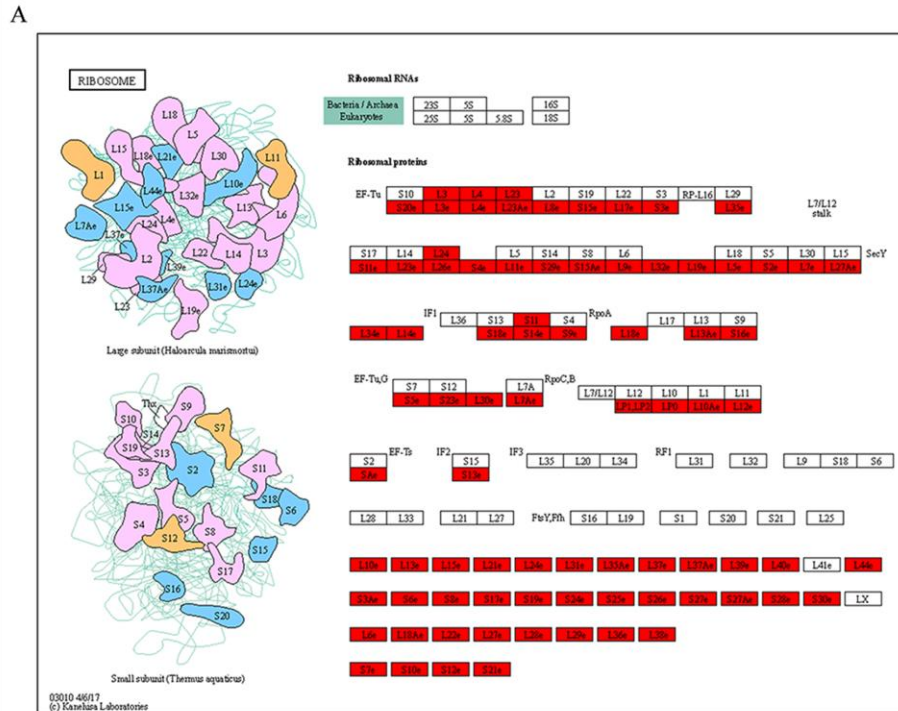 A
RIBOSOME
L18
L5
L15
L18e
L21e
L30
L11
L1
L44e
L10e
L32e
L15e
L13
L6
L7Ae
L24
L4e
L37e
L2
L22
L14
L3
L29
L39e
L37Ae
L31e
L24e
L23
L19e
Large subunit (Haloarcula marismortui)
Thx
S9
S10
S14
S7
S19
S13
S3
S2
S11
S18
S6
S4
S5
S8
S12
S15
S17
S16
S20
Small subunit (Thermus aquaticus)
03010 4/6/17
(c) Kanehisa Laboratories
Ribosomal RNAs
Bacteria / Archaea 23S 5S 16S
Eukaryotes 25S 5S 5.8S 18S
Ribosomal proteins
EF-Tu S10 L3 L4 L23 L2 S19 L22 S3 RP-L16 L29
S20e L3e L4e L23Ae L8e S15e L17e S3e L35e
L7/L12
stalk
S17 L14 L24 L5 S14 S8 L6 L18 S5 L30 L15 SecY
S11e L23e L26e S4e L11e S29e S15Ae L9e L32e L19e L5e S2e L7e L27Ae
IF1 L36 S13 S11 S4 RpoA L17 L13 S9
L34e L14e S18e S14e S9e L18e L13Ae S16e
EF-Tu,G S7 S12 L7A RpoC,B L7/L12 L12 L10 L1 L11
S5e S23e L30e L7Ae LP1,LP2 LP0 L10Ae L12e
S2 EF-Ts IF2 S15 IF3 L35 L20 L34 RF1 L31 L32 L9 S18 S6
SAe S13e
L28 L33 L21 L27 FtsY,Ffh S16 L19 S1 S20 S21 L25
L10e L13e L15e L21e L24e L31e L35Ae L37e L37Ae L39e L40e L41e L44e
S3Ae S6e S8e S17e S19e S24e S25e S26e S27e S27Ae S28e S30e LX
L6e L18Ae L22e L27e L28e L29e L36e L38e
S7e S10e S12e S21e